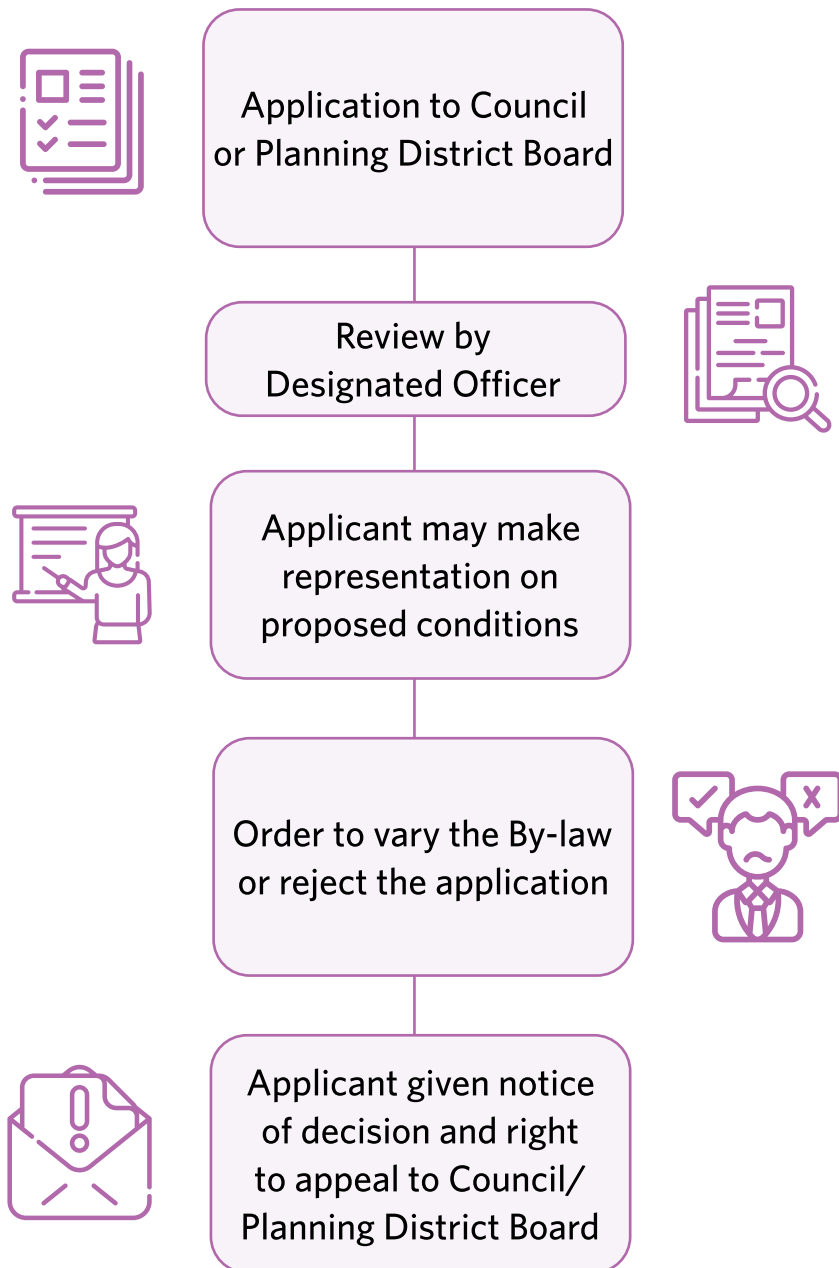 Application to Council
or Planning District Board
Review by
Designated Officer
Applicant may make
representation on
proposed conditions
Order to vary the By-law
or reject the application
Applicant given notice
of decision and right
to appeal to Council/
Planning District Board